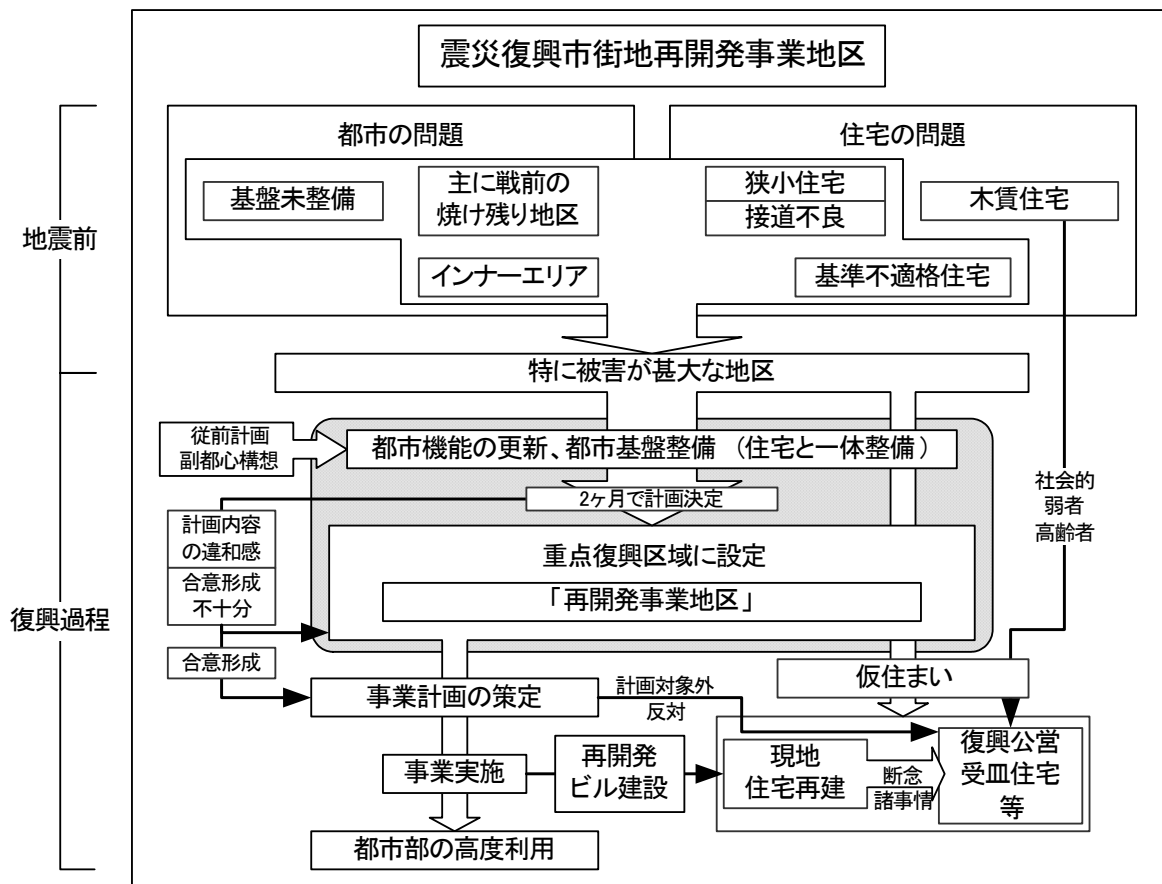 震災復興市街地再開発事業地区
都市の問題
住宅の問題
基盤未整備
主に戦前の
焼け残り地区
狭小住宅
接道不良
木賃住宅
地震前
インナーエリア
基準不適格住宅
特に被害が甚大な地区
従前計画
副都心構想
都市機能の更新、都市基盤整備 （住宅と一体整備）
2ヶ月で計画決定
社会的
弱者
高齢者
計画内容
の違和感
合意形成
不十分
重点復興区域に設定
「再開発事業地区」
復興過程
合意形成
仮住まい
事業計画の策定
計画対象外
反対
事業実施
再開発
ビル建設
現地
住宅再建
断念
諸事情
復興公営
受皿住宅
等
都市部の高度利用